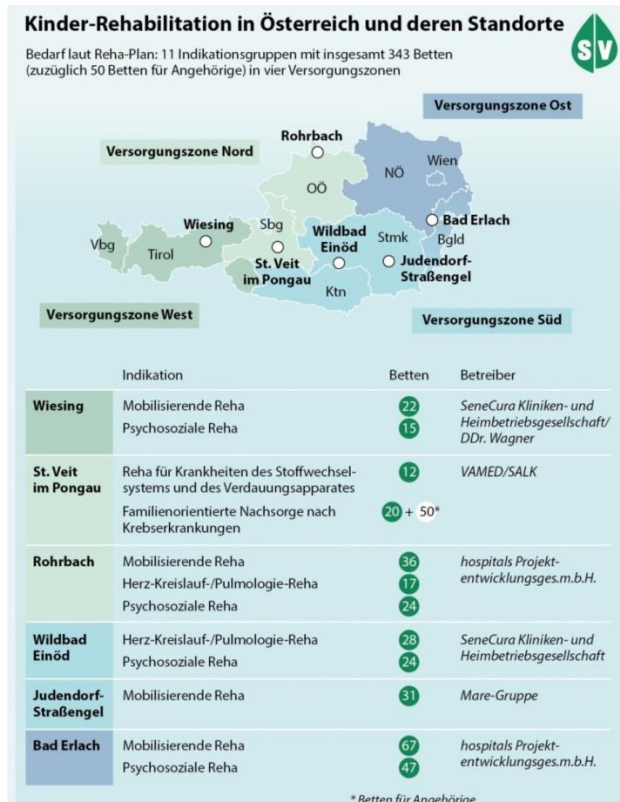 Kinder-Rehabilitation in Österreich und deren Standorte
SV
Bedarf laut Reha-Plan: 11 Indikationsgruppen mit insgesamt 343 Betten
(zuzüglich 50 Betten für Angehörige) in vier Versorgungszonen
Versorgungszone Ost
Rohrbach
Versorgungszone Nord
Wien
NÖ
OÖ
Wiesing
Sbg
Wildbad
Einöd
Stmk
Bad Erlach
Bgld
Vbg
Tirol
St. Veit
im Pongau
Judendorf-
Straßengel
Ktn
Versorgungszone West
Versorgungszone Süd
Indikation Betten Betreiber
Wiesing Mobilisierende Reha 22 SeneCura Kliniken- und
Psychosoziale Reha 15 Heimbetriebsgesellschaft/
DDr. Wagner
St. Veit Reha für Krankheiten des Stoffwechsel- 12 VAMED/SALK
im Pongau systems und des Verdauungsapparates
Familienorientierte Nachsorge nach 20 + 50*
Krebserkrankungen
Rohrbach Mobilisierende Reha 36 hospitals Projekt-
Herz-Kreislauf-/Pulmologie-Reha 17 entwicklungsges.m.b.H.
Psychosoziale Reha 24
Wildbad Herz-Kreislauf-/Pulmologie-Reha 28 SeneCura Kliniken- und
Einöd Psychosoziale Reha 24 Heimbetriebsgesellschaft
Judendorf- Mobilisierende Reha 31 Mare-Gruppe
Straßengel
Bad Erlach Mobilisierende Reha 67 hospitals Projekt-
Psychosoziale Reha 47 entwicklungsges.m.b.H.
* Betten für Angehörige